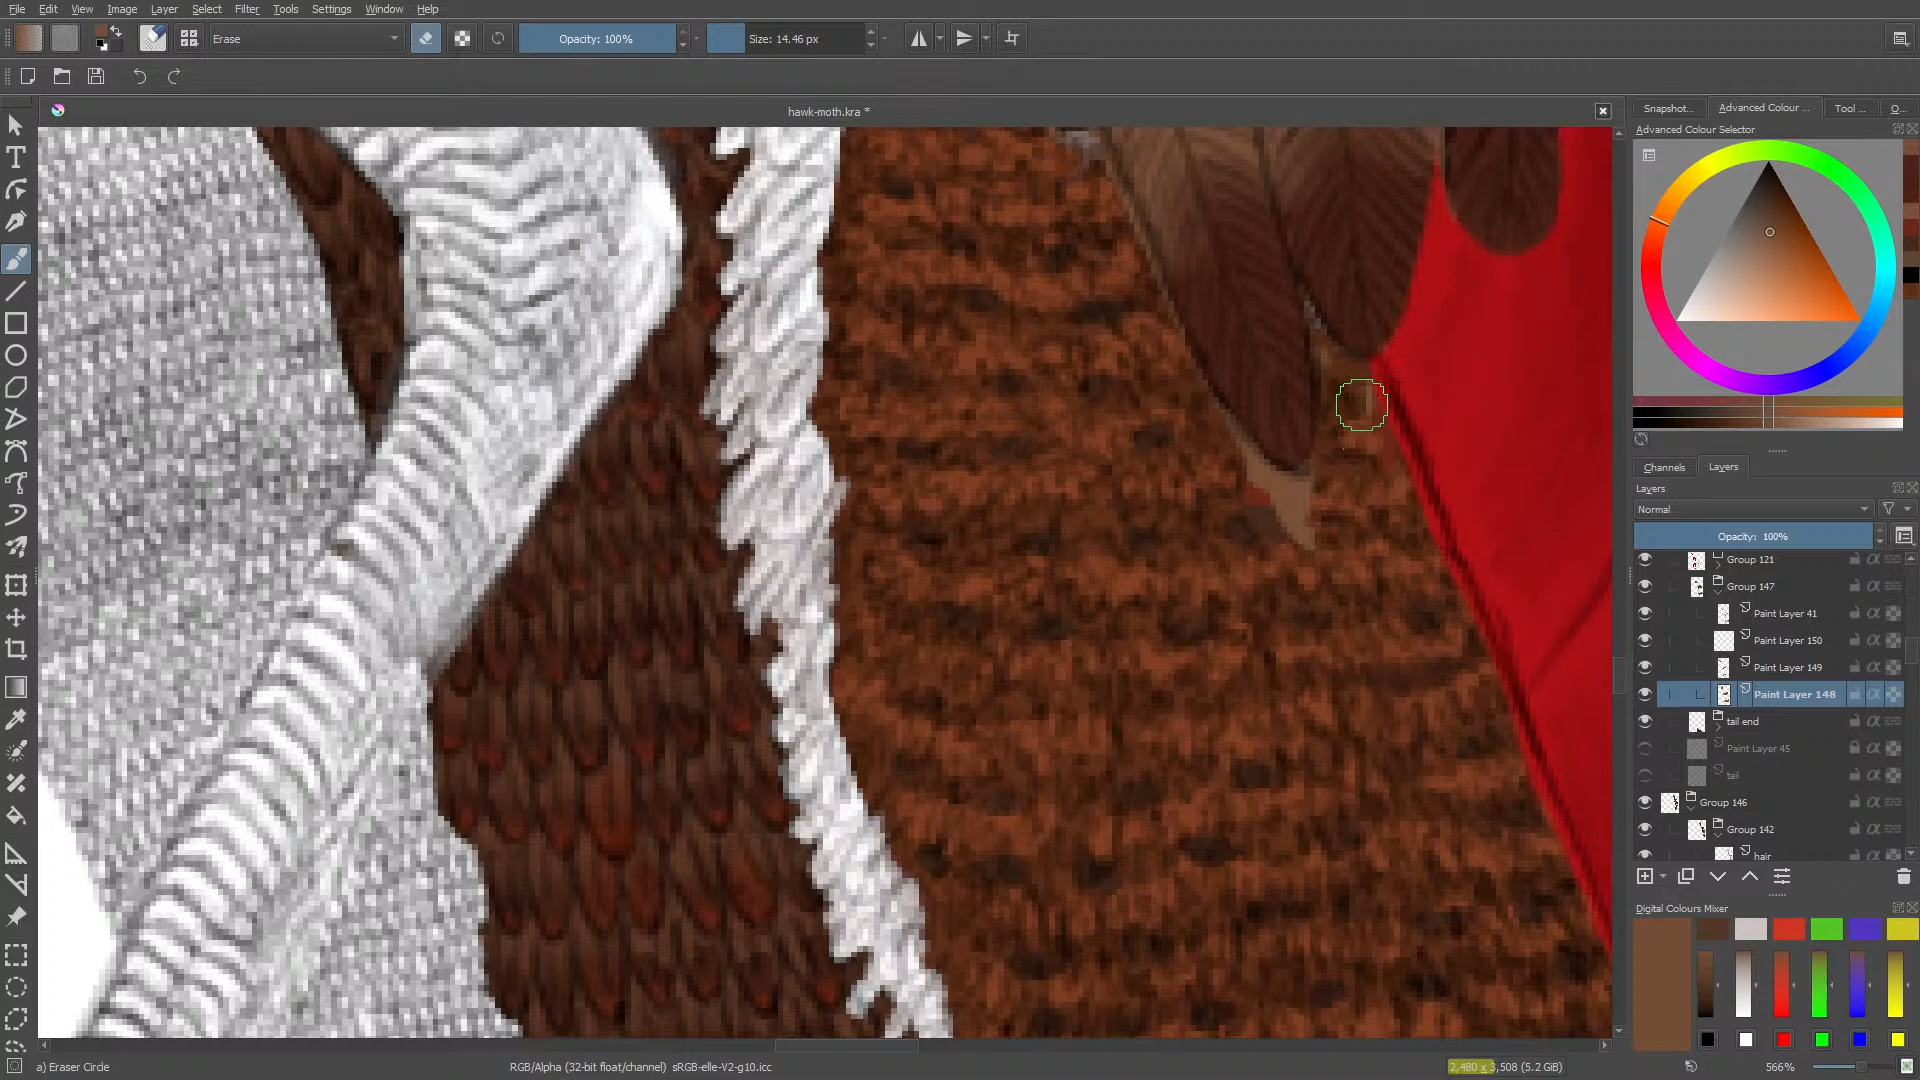 File Edit View Image Layer Select Filter Tools Settings Window Help
Erase Opacity: 100% Size: 14.46 px
hawk-moth.kra *
Snapshot... Advanced Colour ... Tool ... O...
Advanced Colour Selector
Channels Layers
Layers
Normal
Opacity: 100%
Group 121
Group 147
Paint Layer 41
Paint Layer 150
Paint Layer 149
Paint Layer 148
tail end
Paint Layer 45
tail
Group 146
Group 142
hair
Digital Colours Mixer
a) Eraser Circle
RGB/Alpha (32-bit float/channel) sRGB-elle-V2-g10.icc
2,480 x 3,508 (5.2 GiB)
566%